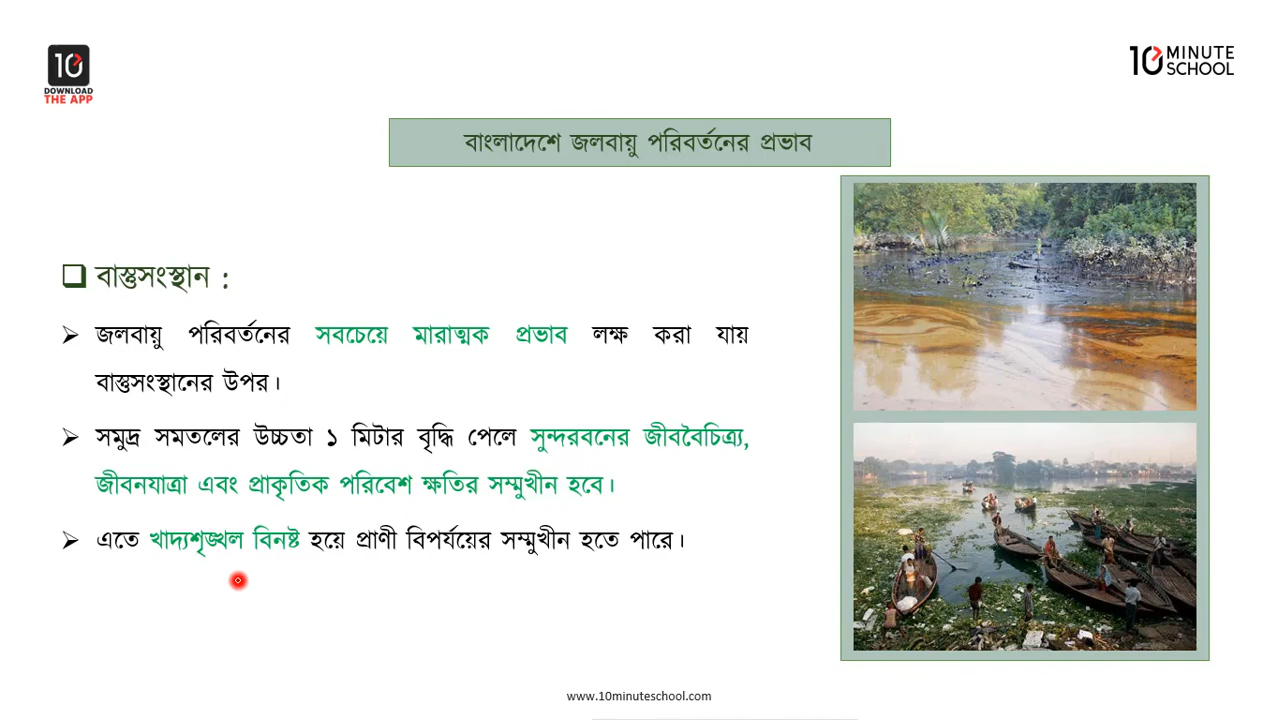 10
DOWNLOAD
THE APP
10 MINUTE
SCHOOL
বাংলাদেশে জলবায়ু পরিবর্তনের প্রভাব
বাস্তুসংস্থান :
জলবায়ু পরিবর্তনের সবচেয়ে মারাত্মক প্রভাব লক্ষ করা যায়
বাস্তুসংস্থানের উপর।
সমুদ্র সমতলের উচ্চতা ১ মিটার বৃদ্ধি পেলে সুন্দরবনের জীববৈচিত্র্য,
জীবনযাত্রা এবং প্রাকৃতিক পরিবেশ ক্ষতির সম্মুখীন হবে।
এতে খাদ্যশৃঙ্খল বিনষ্ট হয়ে প্রাণী বিপর্যয়ের সম্মুখীন হতে পারে।
www.10minuteschool.com